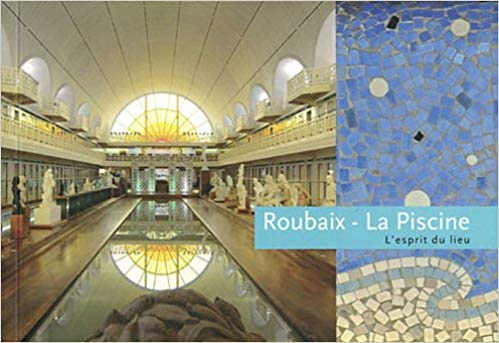 Roubaix - La Piscine
L'esprit du lieu